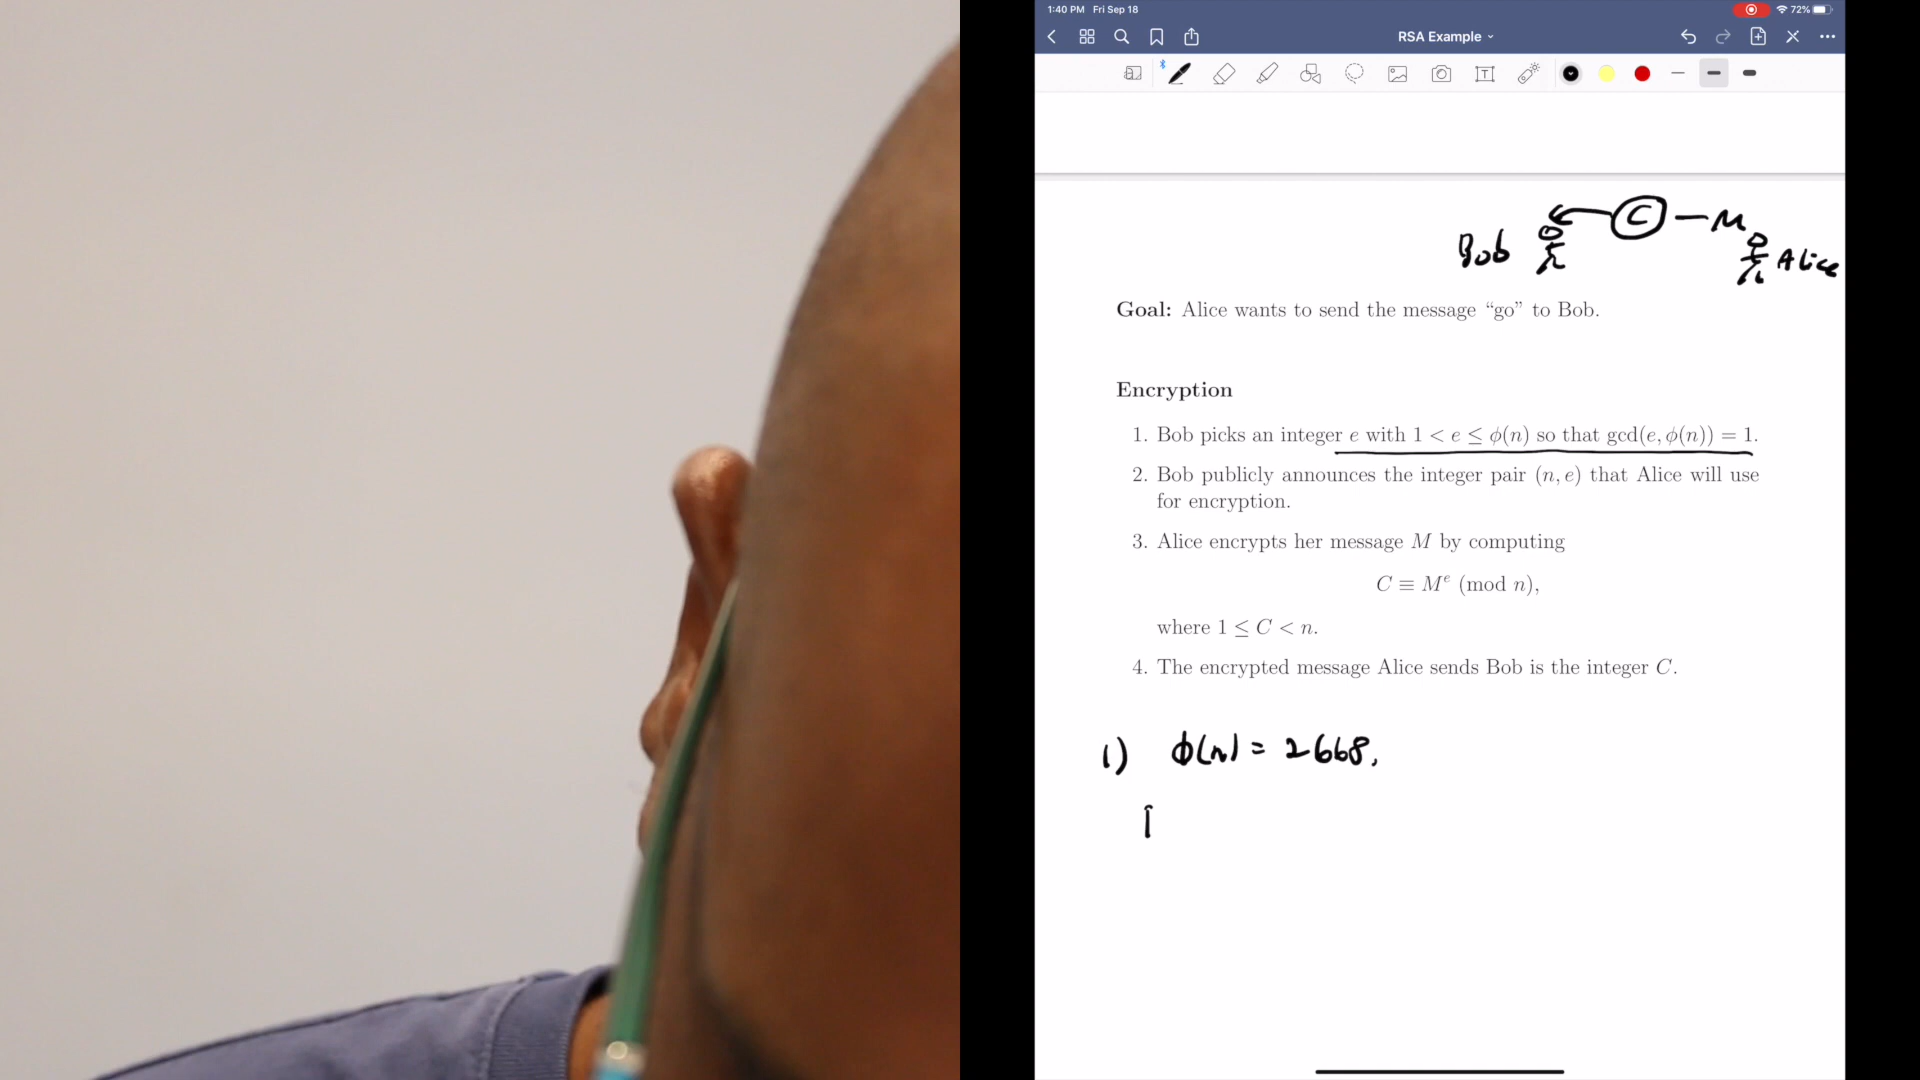 1:40 PM Fri Sep 18
72%
RSA Example
T
Bob C — M Alice
Goal: Alice wants to send the message “go” to Bob.
Encryption
1. Bob picks an integer e with 1 < e ≤ ϕ(n) so that gcd(e, ϕ(n)) = 1.
2. Bob publicly announces the integer pair (n, e) that Alice will use
for encryption.
3. Alice encrypts her message M by computing
C ≡ Mᵉ (mod n),
where 1 ≤ C < n.
4. The encrypted message Alice sends Bob is the integer C.
1) ϕ(n) = 2668,